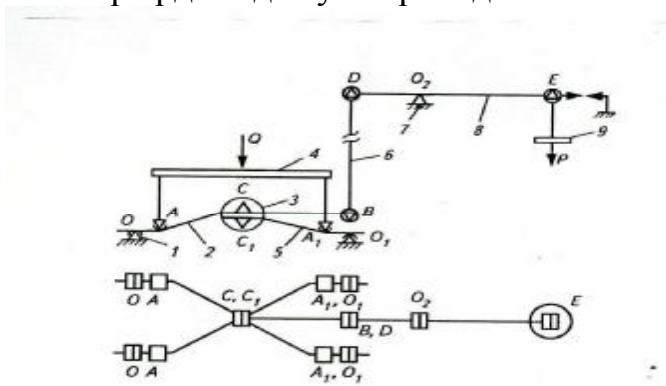 D O₂ E
7 8 9
Q 4 6 P
C 3
O A B
C₁ A₁ O₁
1 2 5
C, C₁ A₁, O₁ O₂ E
O A B, D
O A A₁, O₁